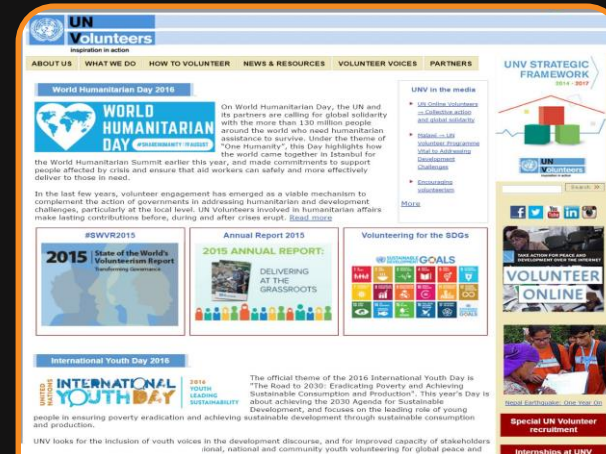 UN
Volunteers
inspiration in action
ABOUT US WHAT WE DO HOW TO VOLUNTEER NEWS & RESOURCES VOLUNTEER VOICES PARTNERS
World Humanitarian Day 2016
WORLD
HUMANITARIAN
DAY #SHAREHUMANITY 19 AUGUST
On World Humanitarian Day, the UN and
its partners are calling for global solidarity
with the more than 130 million people
around the world who need humanitarian
assistance to survive. Under the theme of
"One Humanity", this Day highlights how
the world came together in Istanbul for
the World Humanitarian Summit earlier this year, and made commitments to support
people affected by crisis and ensure that aid workers can safely and more effectively
deliver to those in need.
In the last few years, volunteer engagement has emerged as a viable mechanism to
complement the action of governments in addressing humanitarian and development
challenges, particularly at the local level. UN Volunteers involved in humanitarian affairs
make lasting contributions before, during and after crises erupt. Read more
UNV in the media
UN Online Volunteers
— Collective action
and global solidarity
Malawi — UN
Volunteer Programme
Vital to Addressing
Development
Challenges
Encouraging
volunteerism
More
#SWVR2015
2015 State of the World's
Volunteerism Report
Transforming Governance
Annual Report 2015
2015 ANNUAL REPORT:
DELIVERING
AT THE
GRASSROOTS
Volunteering for the SDGs
SUSTAINABLE DEVELOPMENT GOALS
International Youth Day 2016
UNITED
NATIONS
INTERNATIONAL
YOUTH DAY
2016
YOUTH
LEADING
SUSTAINABILITY
The official theme of the 2016 International Youth Day is
"The Road to 2030: Eradicating Poverty and Achieving
Sustainable Consumption and Production". This year's Day is
about achieving the 2030 Agenda for Sustainable
Development, and focuses on the leading role of young
people in ensuring poverty eradication and achieving sustainable development through sustainable consumption
and production.
UNV looks for the inclusion of youth voices in the development discourse, and for improved capacity of stakeholders
ional, national and community youth volunteering for global peace and
UNV STRATEGIC
FRAMEWORK
2014 - 2017
UN
Volunteers
inspiration in action
Search
TAKE ACTION FOR PEACE AND
DEVELOPMENT OVER THE INTERNET
VOLUNTEER
ONLINE
Nepal Earthquake: One Year On
Special UN Volunteer
recruitment
Internships at UNV